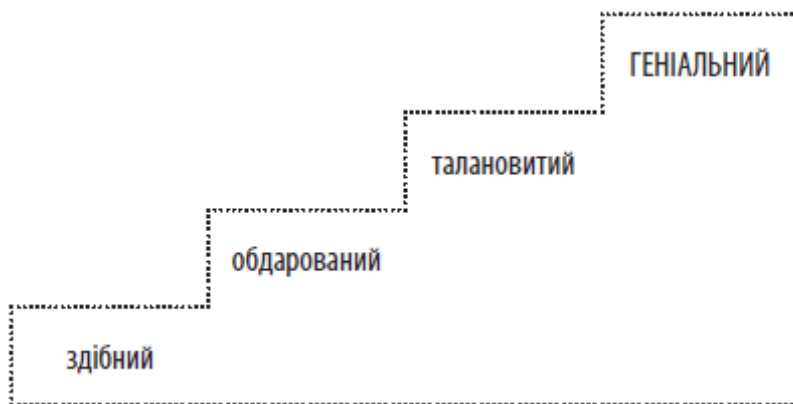 ГЕНІАЛЬНИЙ
талановитий
обдарований
здібний